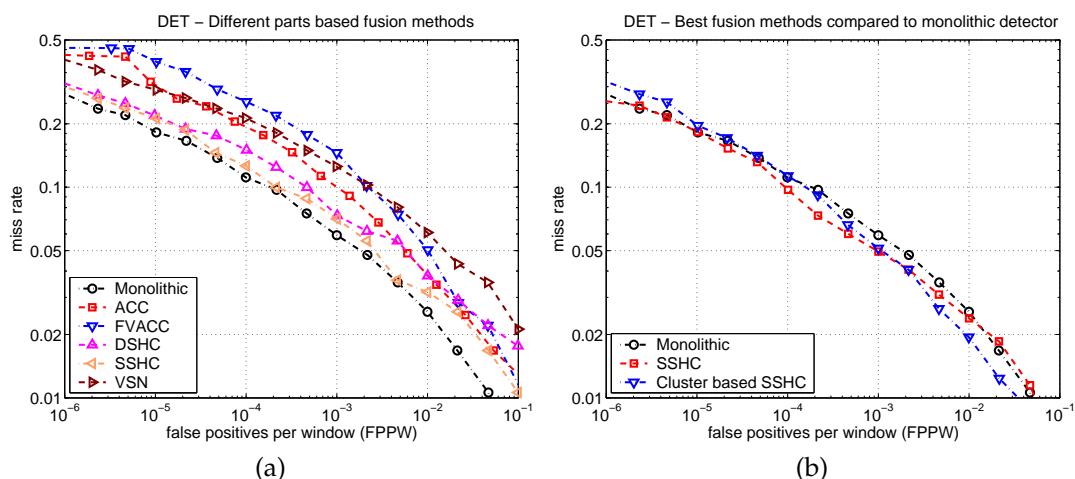 DET − Different parts based fusion methods
0.5
0.2
0.1
0.05
0.02
0.01
miss rate
Monolithic
ACC
FVACC
DSHC
SSHC
VSN
10⁻⁶ 10⁻⁵ 10⁻⁴ 10⁻³ 10⁻² 10⁻¹
false positives per window (FPPW)
(a)
DET − Best fusion methods compared to monolithic detector
0.5
0.2
0.1
0.05
0.02
0.01
miss rate
Monolithic
SSHC
Cluster based SSHC
10⁻⁶ 10⁻⁵ 10⁻⁴ 10⁻³ 10⁻² 10⁻¹
false positives per window (FPPW)
(b)